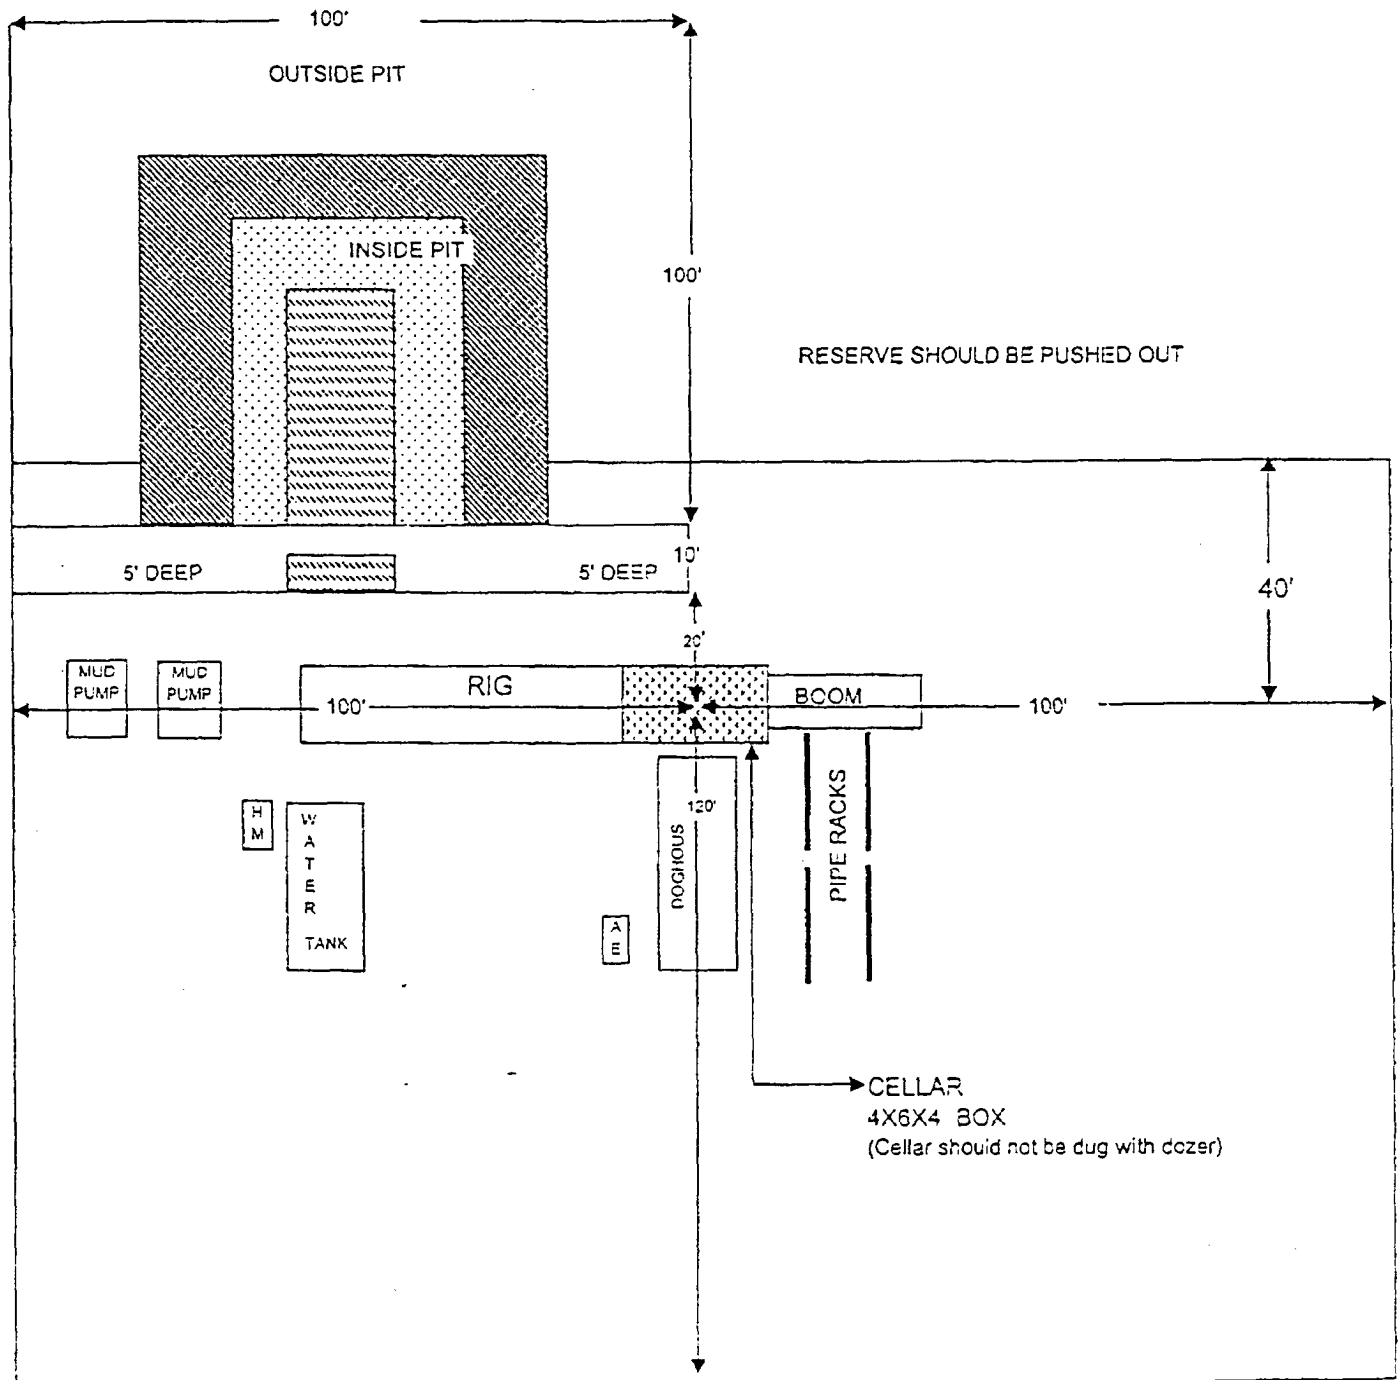 100'
OUTSIDE PIT
INSIDE PIT
100'
RESERVE SHOULD BE PUSHED OUT
10'
5' DEEP
5' DEEP
40'
20'
MUD
PUMP
MUD
PUMP
RIG
BOOM
100'
100'
H
M
W
A
T
E
R
TANK
DOGHOUS
120'
PIPE RACKS
A
E
CELLAR
4X6X4 BOX
(Cellar should not be dug with dozer)